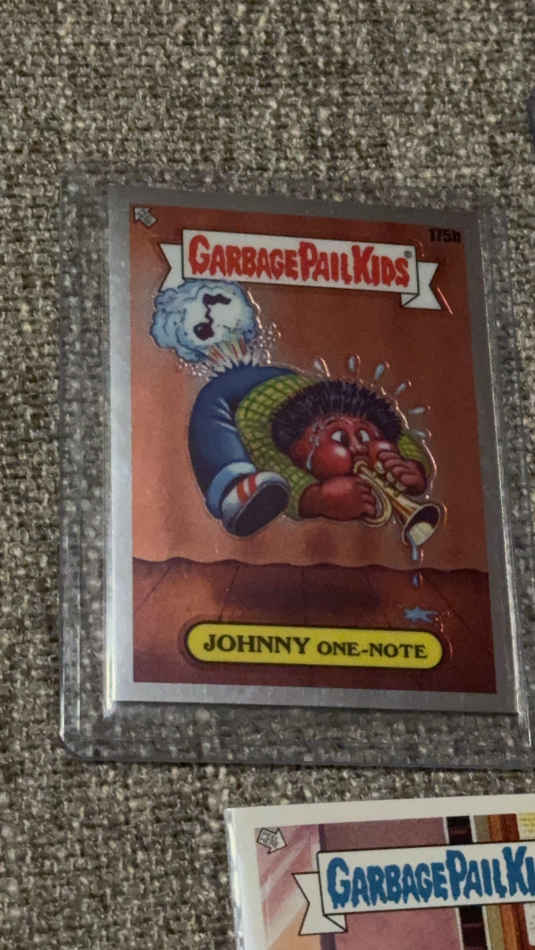 175b
GARBAGE PAIL KIDS®
JOHNNY ONE-NOTE
GARBAGE PAIL KI